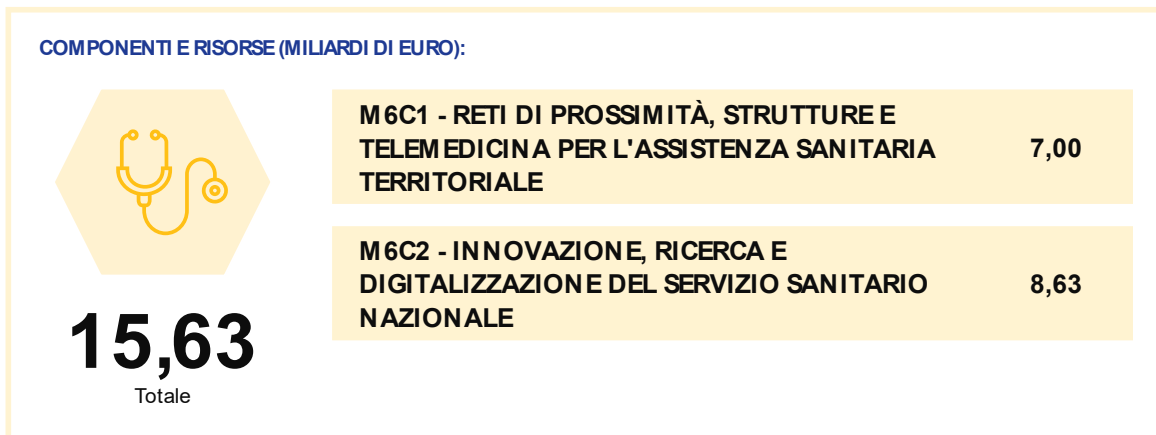 COMPONENTI E RISORSE (MILIARDI DI EURO):
M6C1 - RETI DI PROSSIMITÀ, STRUTTURE E
TELEMEDICINA PER L'ASSISTENZA SANITARIA
TERRITORIALE
7,00
M6C2 - INNOVAZIONE, RICERCA E
DIGITALIZZAZIONE DEL SERVIZIO SANITARIO
NAZIONALE
8,63
15,63
Totale